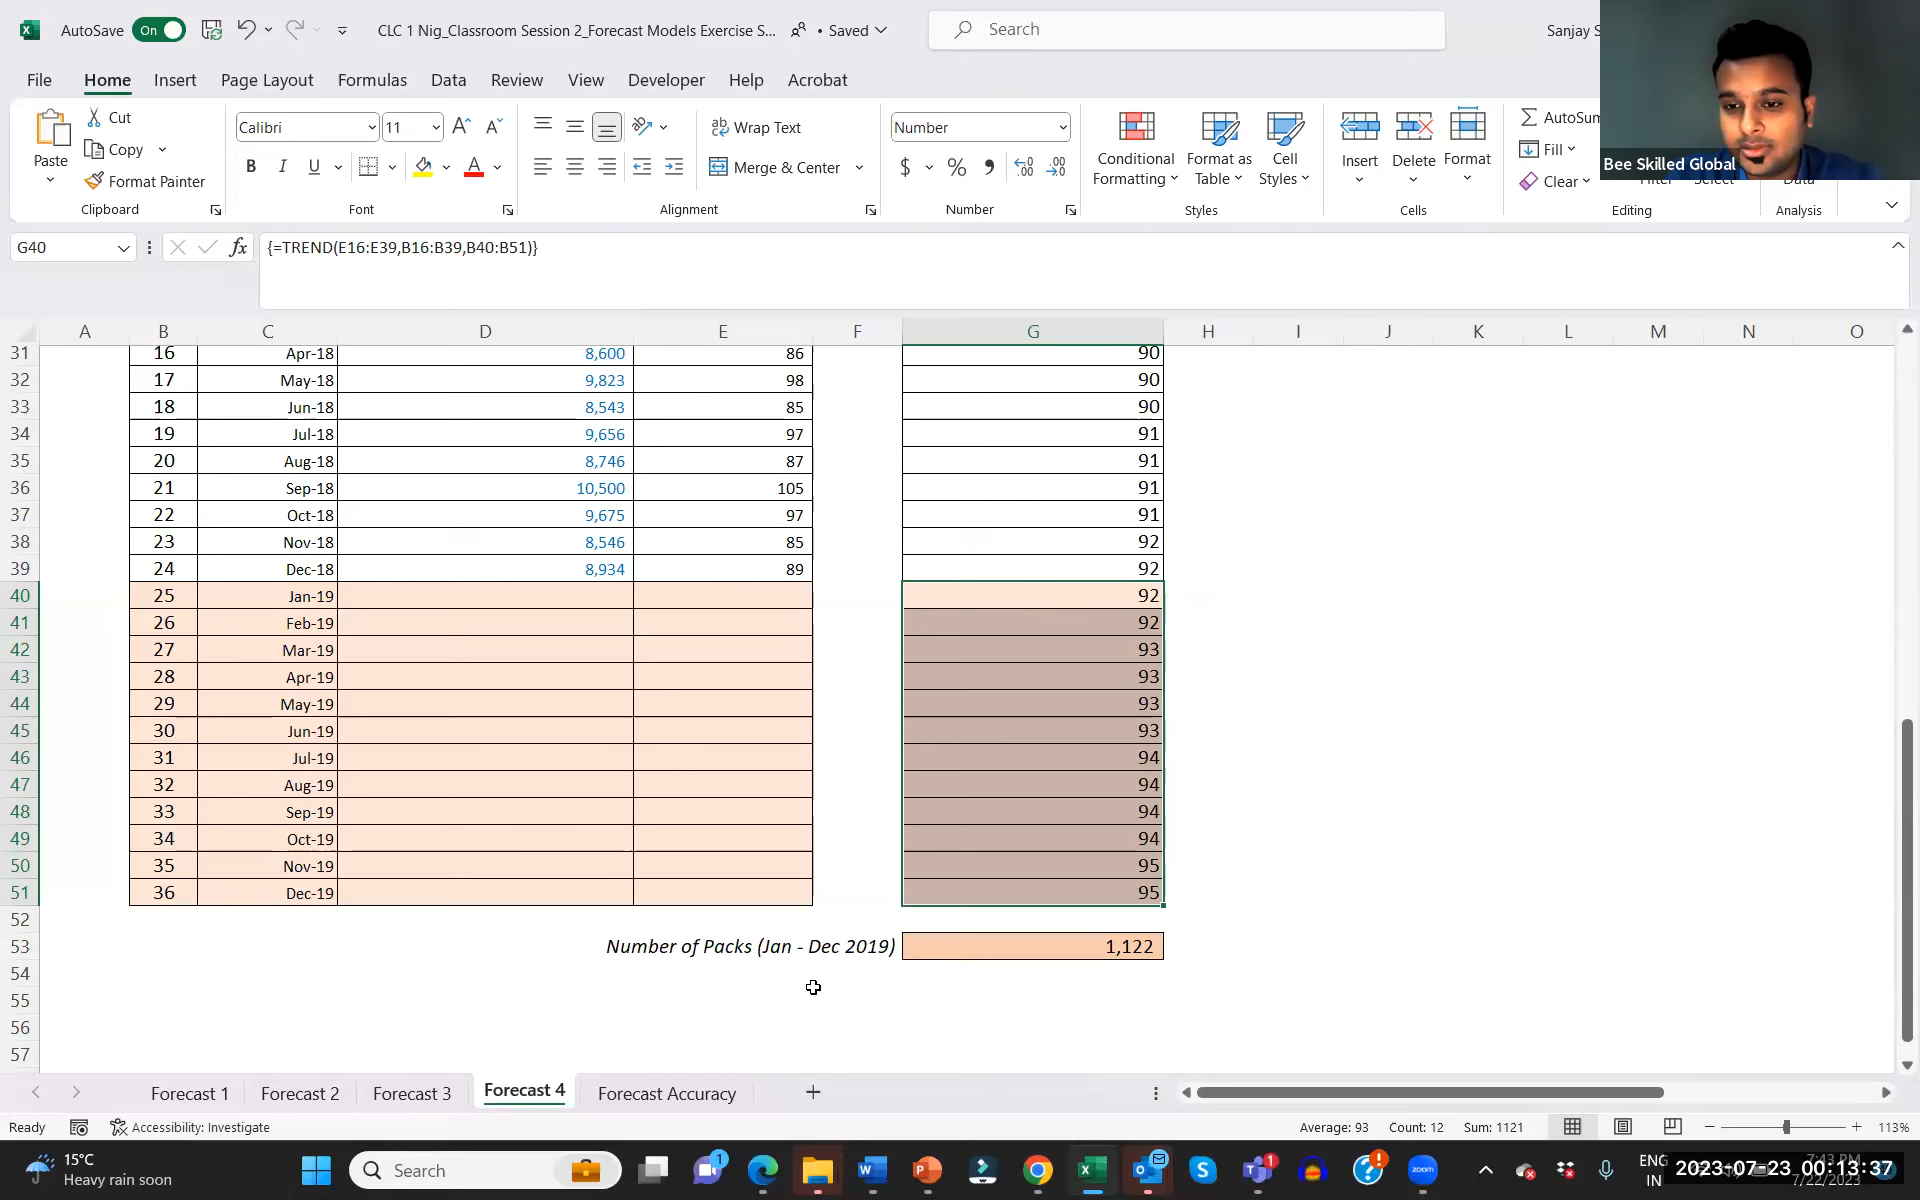 AutoSave On CLC 1 Nig_Classroom Session 2_Forecast Models Exercise S... • Saved Search Sanjay S
File Home Insert Page Layout Formulas Data Review View Developer Help Acrobat
Paste Cut Copy Format Painter Clipboard
Calibri 11 B I U A Font
ab Wrap Text Merge & Center Alignment
Number $ % Number
Conditional Formatting Format as Table Cell Styles Styles
Insert Delete Format Cells
AutoSum Fill Clear Editing
Analysis
Bee Skilled Global
G40 fx {=TREND(E16:E39,B16:B39,B40:B51)}
A B C D E F G H I J K L M N O
31 16 Apr-18 8,600 86 90
32 17 May-18 9,823 98 90
33 18 Jun-18 8,543 85 90
34 19 Jul-18 9,656 97 91
35 20 Aug-18 8,746 87 91
36 21 Sep-18 10,500 105 91
37 22 Oct-18 9,675 97 91
38 23 Nov-18 8,546 85 92
39 24 Dec-18 8,934 89 92
40 25 Jan-19 92
41 26 Feb-19 92
42 27 Mar-19 93
43 28 Apr-19 93
44 29 May-19 93
45 30 Jun-19 93
46 31 Jul-19 94
47 32 Aug-19 94
48 33 Sep-19 94
49 34 Oct-19 94
50 35 Nov-19 95
51 36 Dec-19 95
52
53 Number of Packs (Jan - Dec 2019) 1,122
54
55
56
57
Forecast 1 Forecast 2 Forecast 3 Forecast 4 Forecast Accuracy
Ready Accessibility: Investigate Average: 93 Count: 12 Sum: 1121 113%
15°C
Heavy rain soon
Search
1
1
zoom
ENG
IN
2023-07-23 00:13:37
7/22/2023